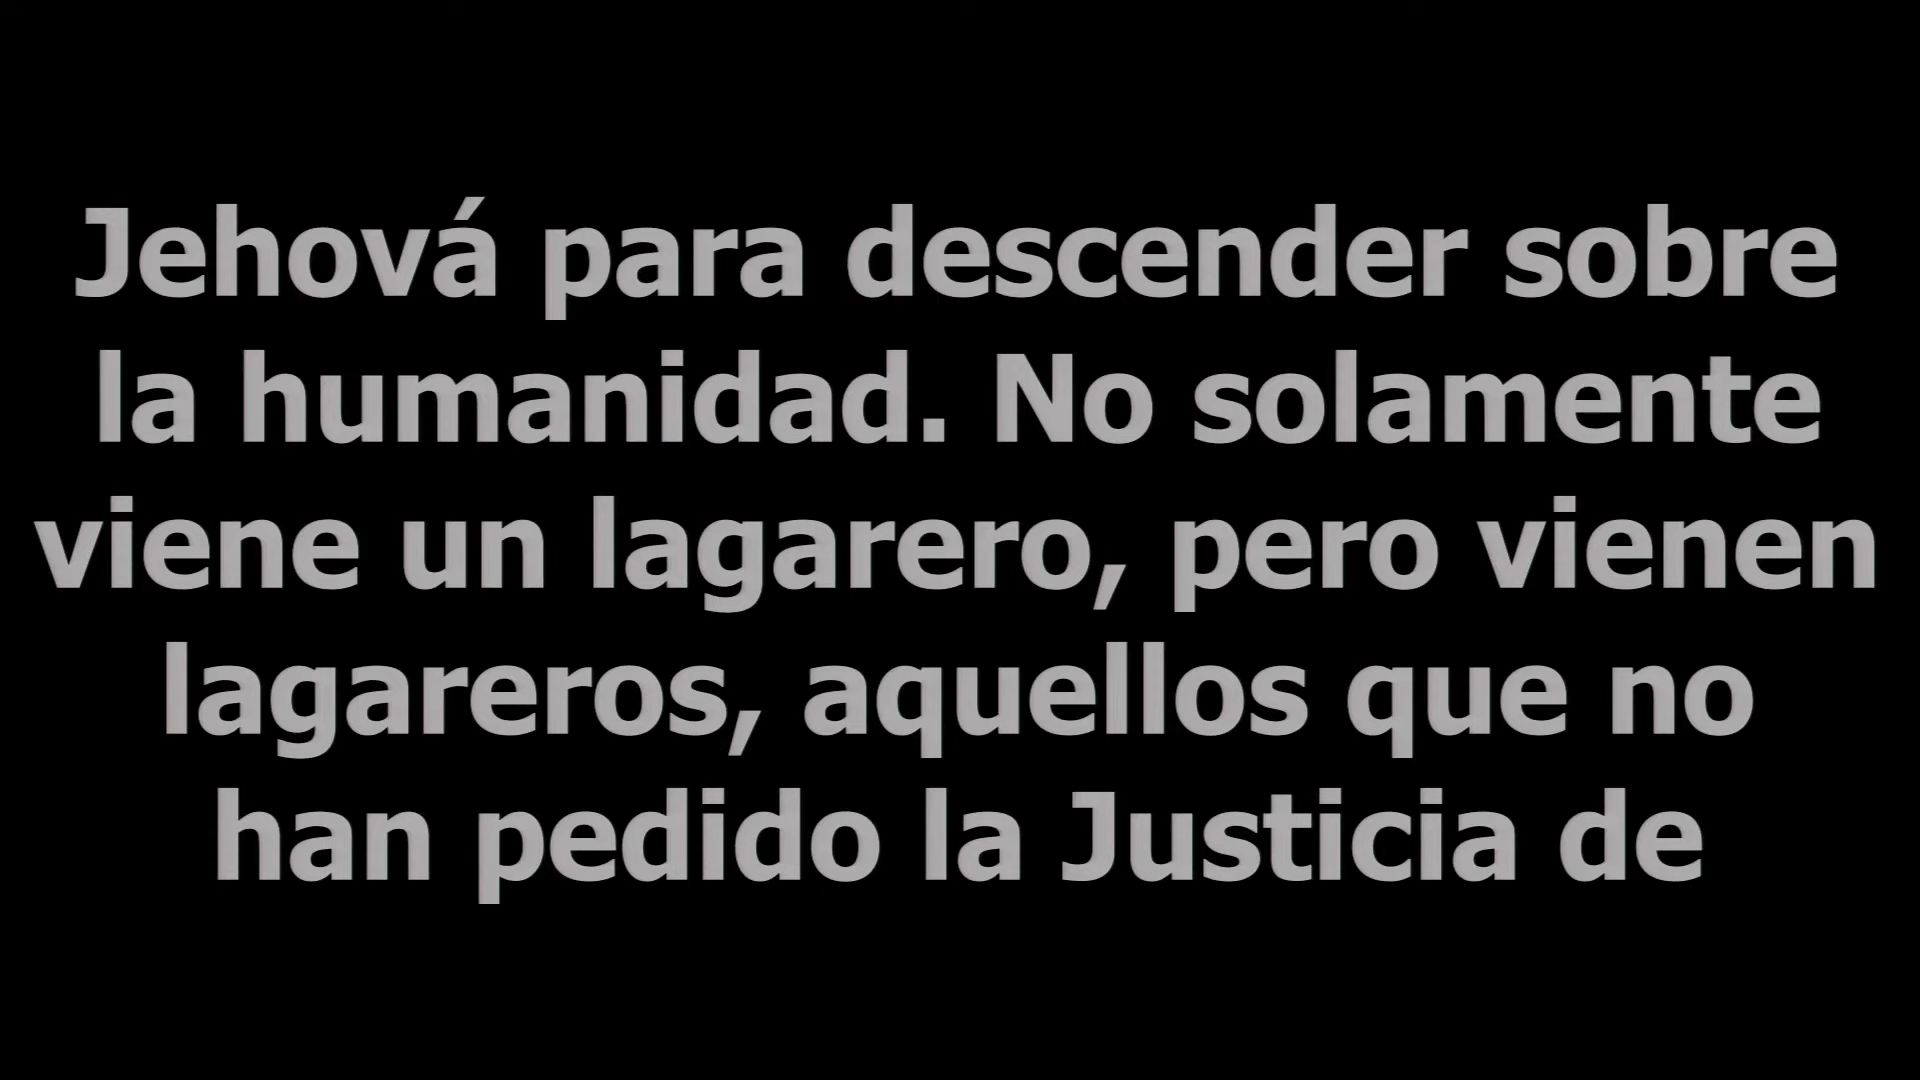 Jehová para descender sobre
la humanidad. No solamente
viene un lagarero, pero vienen
lagareros, aquellos que no
han pedido la Justicia de